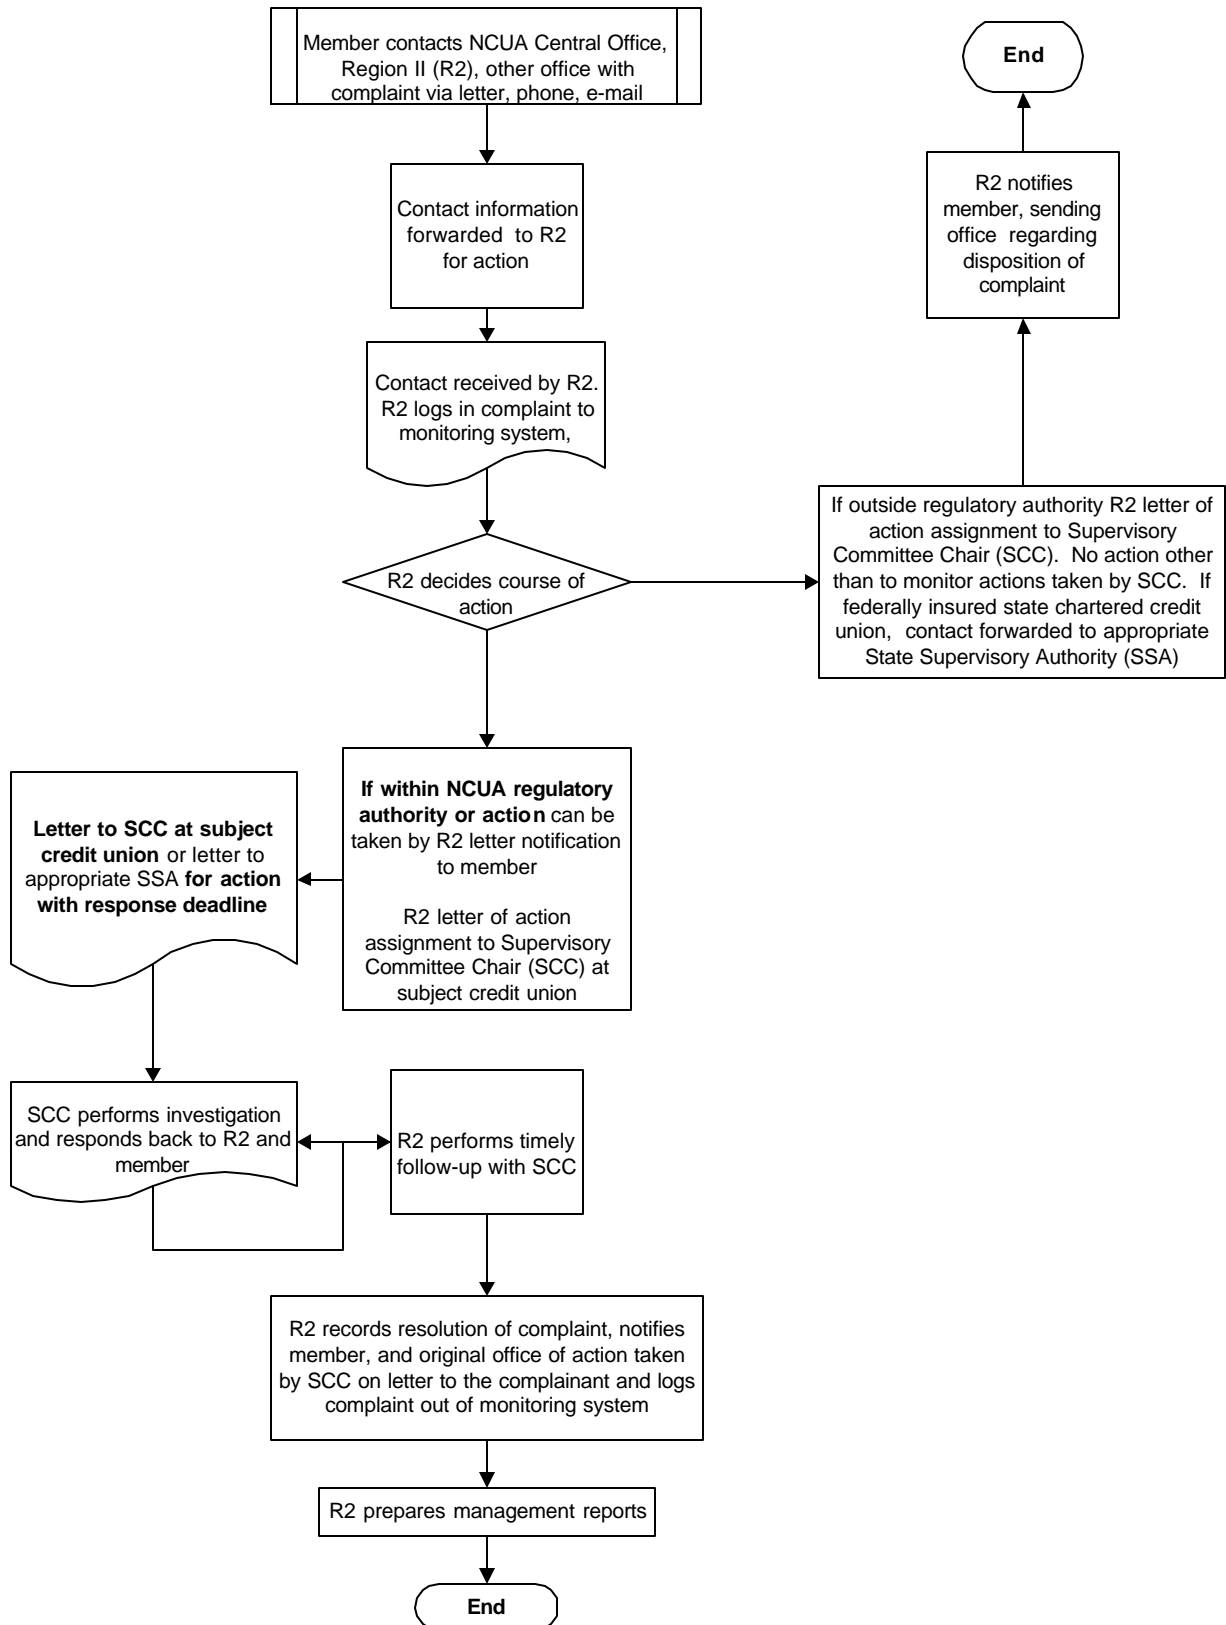 Member contacts NCUA Central Office,
Region II (R2), other office with
complaint via letter, phone, e-mail
Contact information
forwarded to R2
for action
Contact received by R2.
R2 logs in complaint to
monitoring system,
R2 decides course of
action
If outside regulatory authority R2 letter of
action assignment to Supervisory
Committee Chair (SCC). No action other
than to monitor actions taken by SCC. If
federally insured state chartered credit
union, contact forwarded to appropriate
State Supervisory Authority (SSA)
R2 notifies
member, sending
office regarding
disposition of
complaint
End
If within NCUA regulatory
authority or action can be
taken by R2 letter notification
to member
R2 letter of action
assignment to Supervisory
Committee Chair (SCC) at
subject credit union
Letter to SCC at subject
credit union or letter to
appropriate SSA for action
with response deadline
SCC performs investigation
and responds back to R2 and
member
R2 performs timely
follow-up with SCC
R2 records resolution of complaint, notifies
member, and original office of action taken
by SCC on letter to the complainant and logs
complaint out of monitoring system
R2 prepares management reports
End